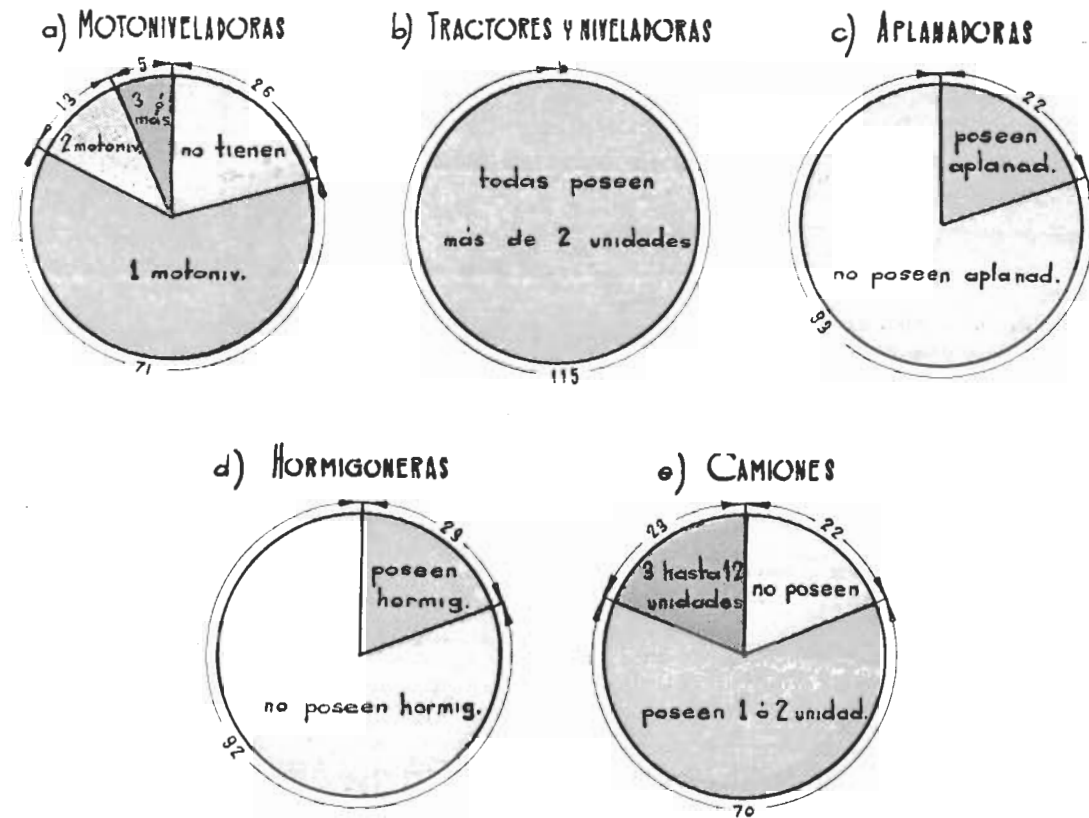 a) MOTONIVELADORAS
5
13
26
3 ó
más
2 motoniv.
no tienen
1 motoniv.
71
b) TRACTORES Y NIVELADORAS
todas poseen
más de 2 unidades
115
c) APLANADORAS
22
poseen
aplanad.
no poseen aplanad.
93
d) HORMIGONERAS
23
poseen
hormig.
no poseen hormig.
92
e) CAMIONES
23
22
3 hasta 12
unidades
no poseen
poseen 1 ó 2 unidad.
70